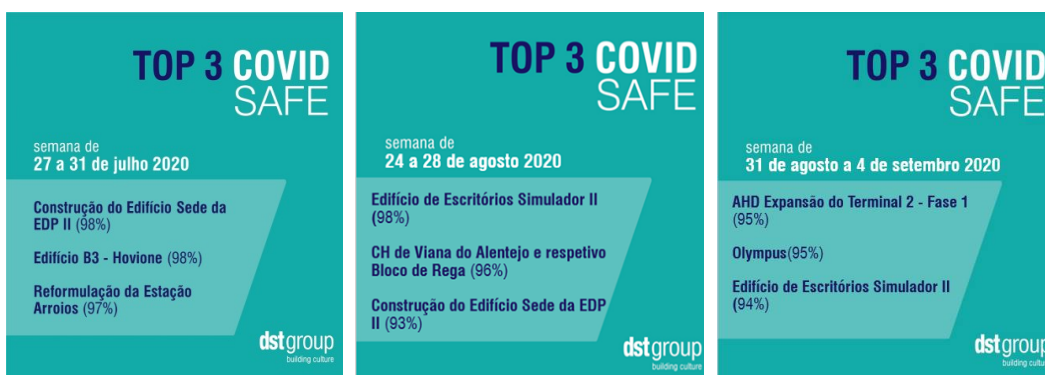 TOP 3 COVID
SAFE
semana de
27 a 31 de julho 2020
Construção do Edifício Sede da
EDP II (98%)
Edifício B3 - Hovione (98%)
Reformulação da Estação
Arroios (97%)
dstgroup
building culture
TOP 3 COVID
SAFE
semana de
24 a 28 de agosto 2020
Edifício de Escritórios Simulador II
(98%)
CH de Viana do Alentejo e respetivo
Bloco de Rega (96%)
Construção do Edifício Sede da EDP
II (93%)
dstgroup
building culture
TOP 3 COVID
SAFE
semana de
31 de agosto a 4 de setembro 2020
AHD Expansão do Terminal 2 - Fase 1
(95%)
Olympus(95%)
Edifício de Escritórios Simulador II
(94%)
dstgroup
building cultu